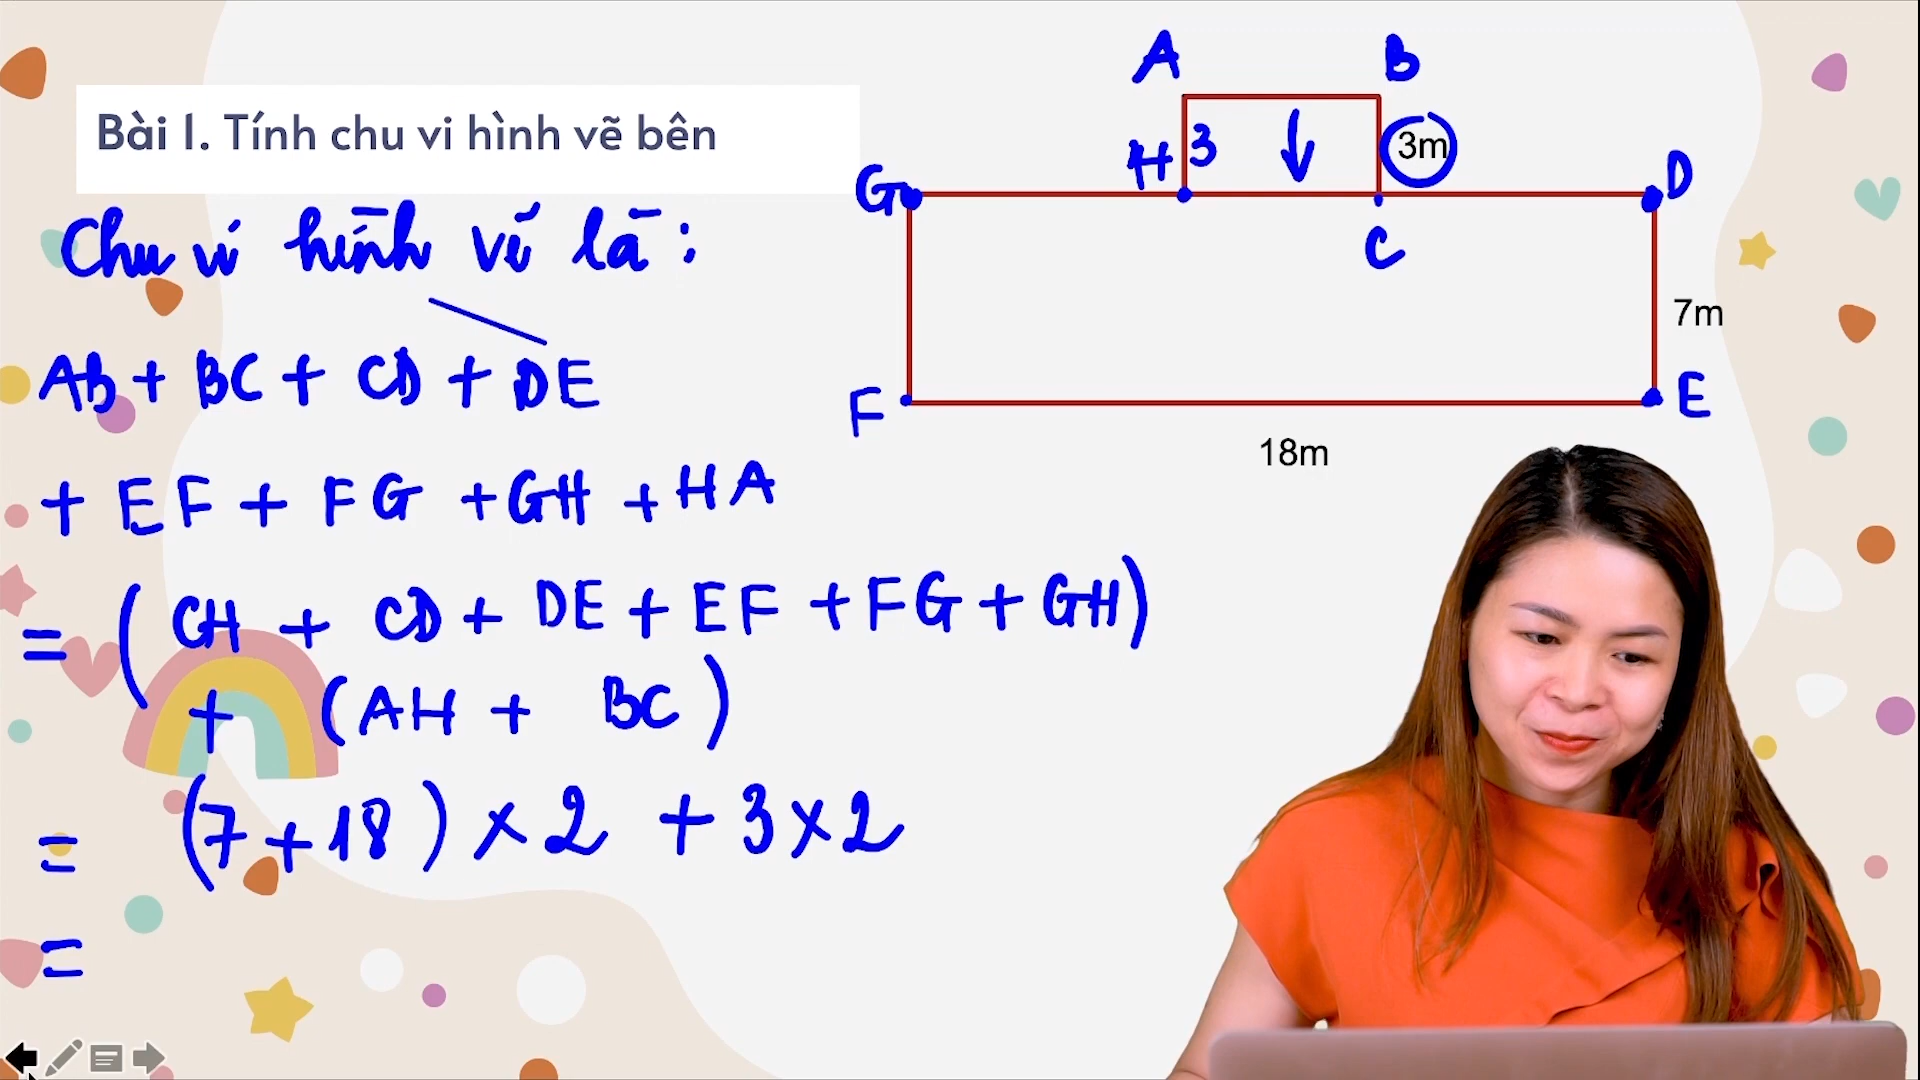 Bài 1. Tính chu vi hình vẽ bên
Chu vi hình vẽ là:
AB + BC + CD + DE
+ EF + FG + GH + HA
= (CH + CD + DE + EF + FG + GH)
+ (AH + BC)
= (7 + 18) × 2 + 3 × 2
=
A B
H 3 3m
G D
C
7m
F E
18m